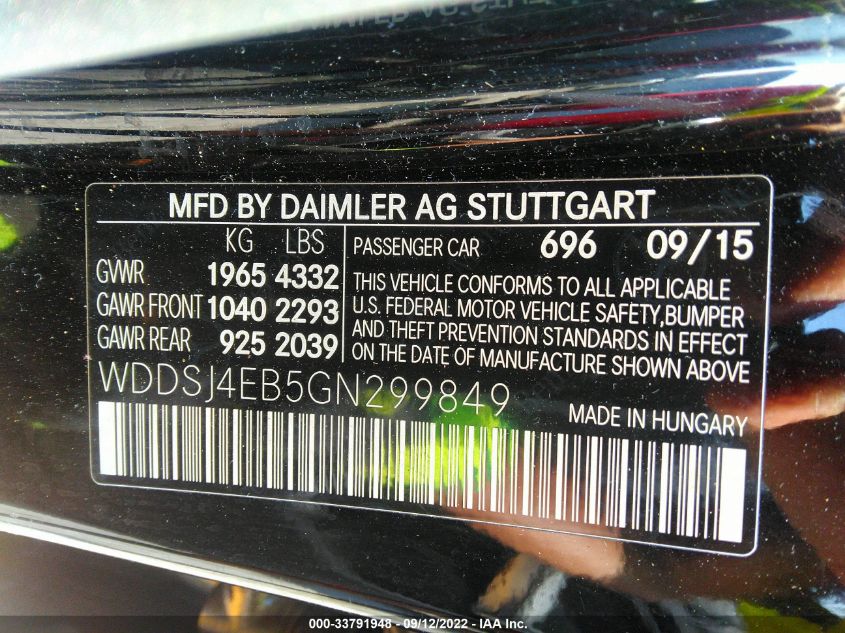 MFD BY DAIMLER AG STUTTGART
KG LBS
GVWR 1965 4332
GAWR FRONT 1040 2293
GAWR REAR 925 2039
PASSENGER CAR 696 09/15
THIS VEHICLE CONFORMS TO ALL APPLICABLE
U.S. FEDERAL MOTOR VEHICLE SAFETY,BUMPER
AND THEFT PREVENTION STANDARDS IN EFFECT
ON THE DATE OF MANUFACTURE SHOWN ABOVE
WDDSJ4EB5GN299849
MADE IN HUNGARY
000-33791948 - 09/12/2022 - IAA Inc.